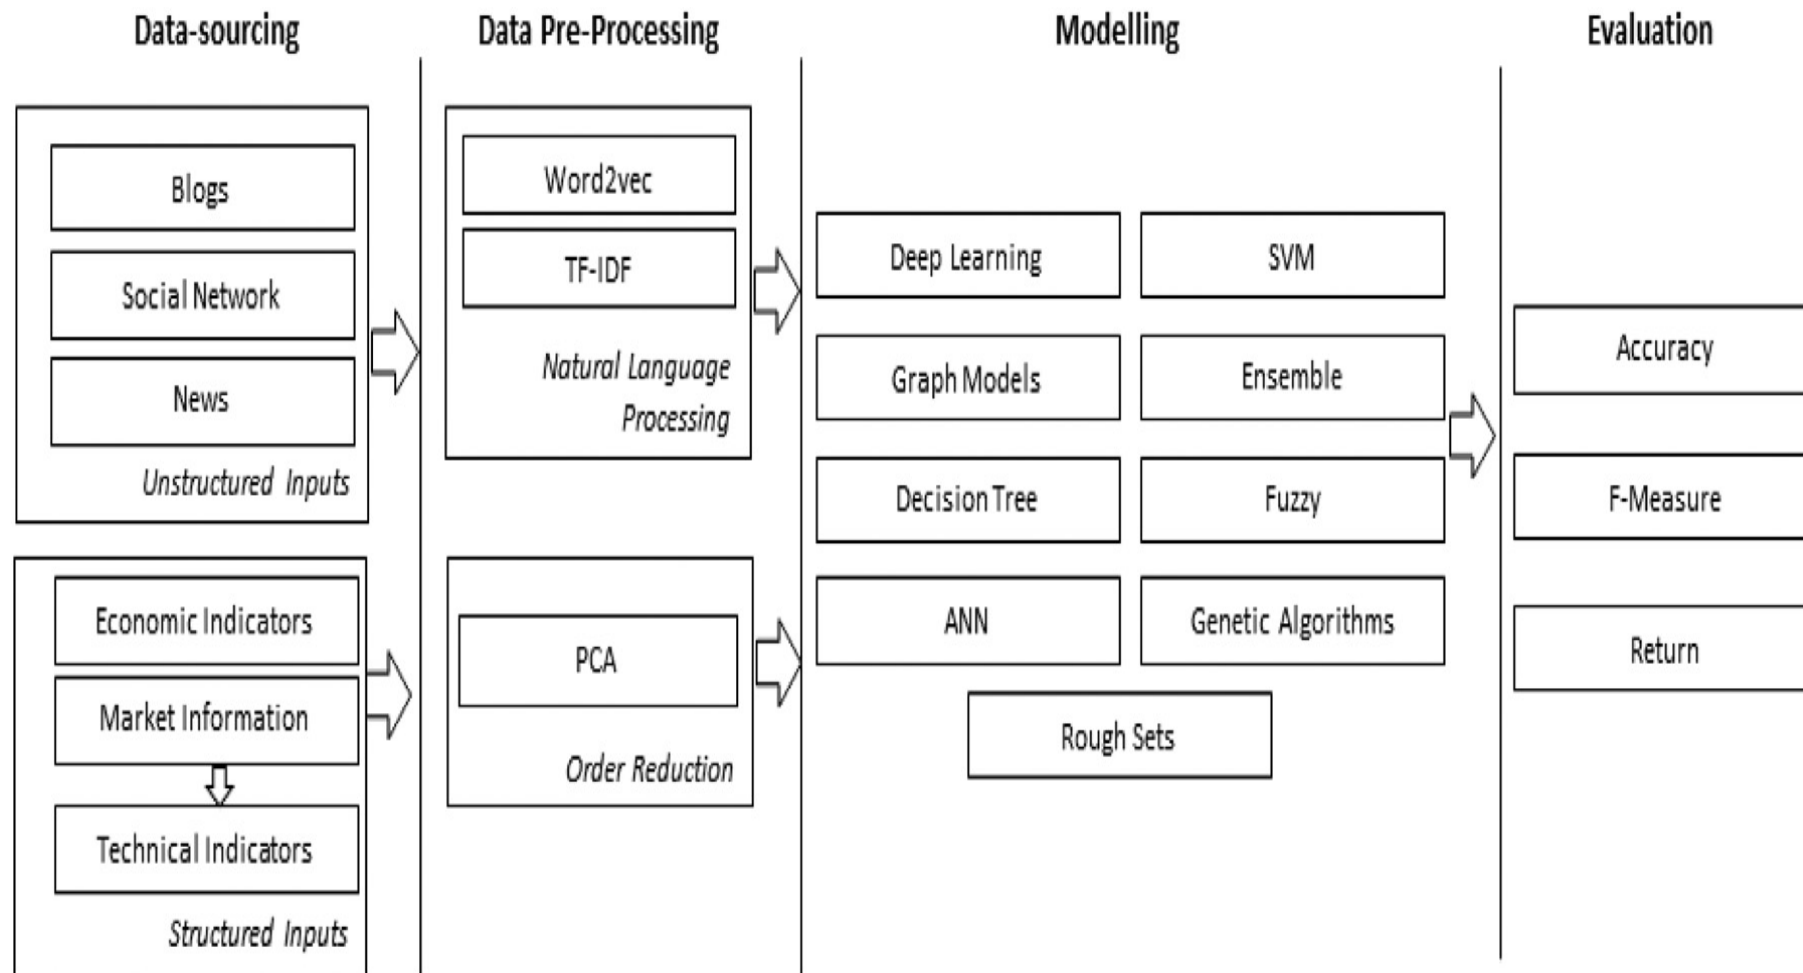 Data-sourcing
Data Pre-Processing
Modelling
Evaluation
Blogs
Social Network
News
Unstructured Inputs
Economic Indicators
Market Information
Technical Indicators
Structured Inputs
Word2vec
TF-IDF
Natural Language
Processing
PCA
Order Reduction
Deep Learning
SVM
Graph Models
Ensemble
Decision Tree
Fuzzy
ANN
Genetic Algorithms
Rough Sets
Accuracy
F-Measure
Return